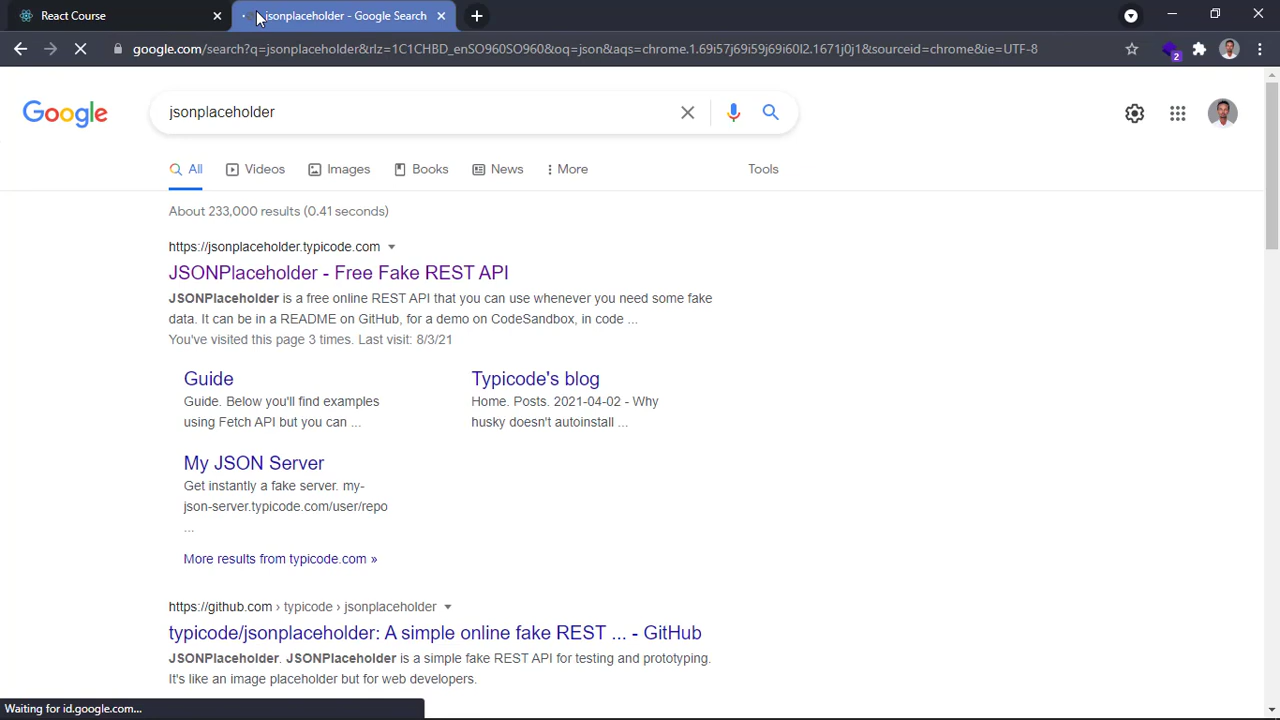 React Course
jsonplaceholder - Google Search
google.com/search?q=jsonplaceholder&rlz=1C1CHBD_enSO960SO960&oq=json&aqs=chrome.1.69i57j69i59j69i60l2.1671j0j1&sourceid=chrome&ie=UTF-8
2
Google
jsonplaceholder
All
Videos
Images
Books
News
More
Tools
About 233,000 results (0.41 seconds)
https://jsonplaceholder.typicode.com
JSONPlaceholder - Free Fake REST API
JSONPlaceholder is a free online REST API that you can use whenever you need some fake
data. It can be in a README on GitHub, for a demo on CodeSandbox, in code ...
You've visited this page 3 times. Last visit: 8/3/21
Guide
Guide. Below you'll find examples
using Fetch API but you can ...
Typicode's blog
Home. Posts. 2021-04-02 - Why
husky doesn't autoinstall ...
My JSON Server
Get instantly a fake server. my-
json-server.typicode.com/user/repo
...
More results from typicode.com »
https://github.com › typicode › jsonplaceholder
typicode/jsonplaceholder: A simple online fake REST ... - GitHub
JSONPlaceholder. JSONPlaceholder is a simple fake REST API for testing and prototyping.
It's like an image placeholder but for web developers.
Waiting for id.google.com...